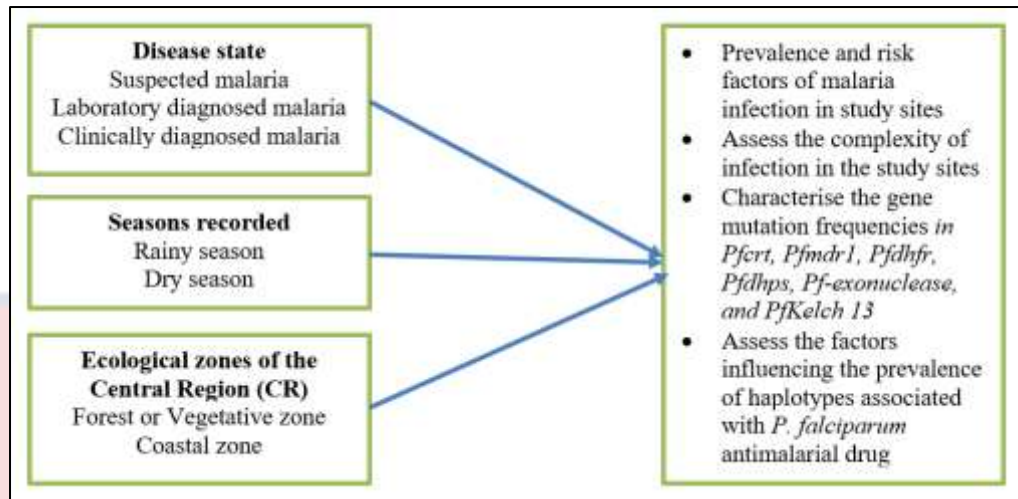 Disease state
Suspected malaria
Laboratory diagnosed malaria
Clinically diagnosed malaria
Seasons recorded
Rainy season
Dry season
Ecological zones of the
Central Region (CR)
Forest or Vegetative zone
Coastal zone
• Prevalence and risk
factors of malaria
infection in study sites
• Assess the complexity of
infection in the study sites
• Characterise the gene
mutation frequencies in
Pfcrt, Pfmdr1, Pfdhfr,
Pfdhps, Pf-exonuclease,
and PfKelch 13
• Assess the factors
influencing the prevalence
of haplotypes associated
with P. falciparum
antimalarial drug